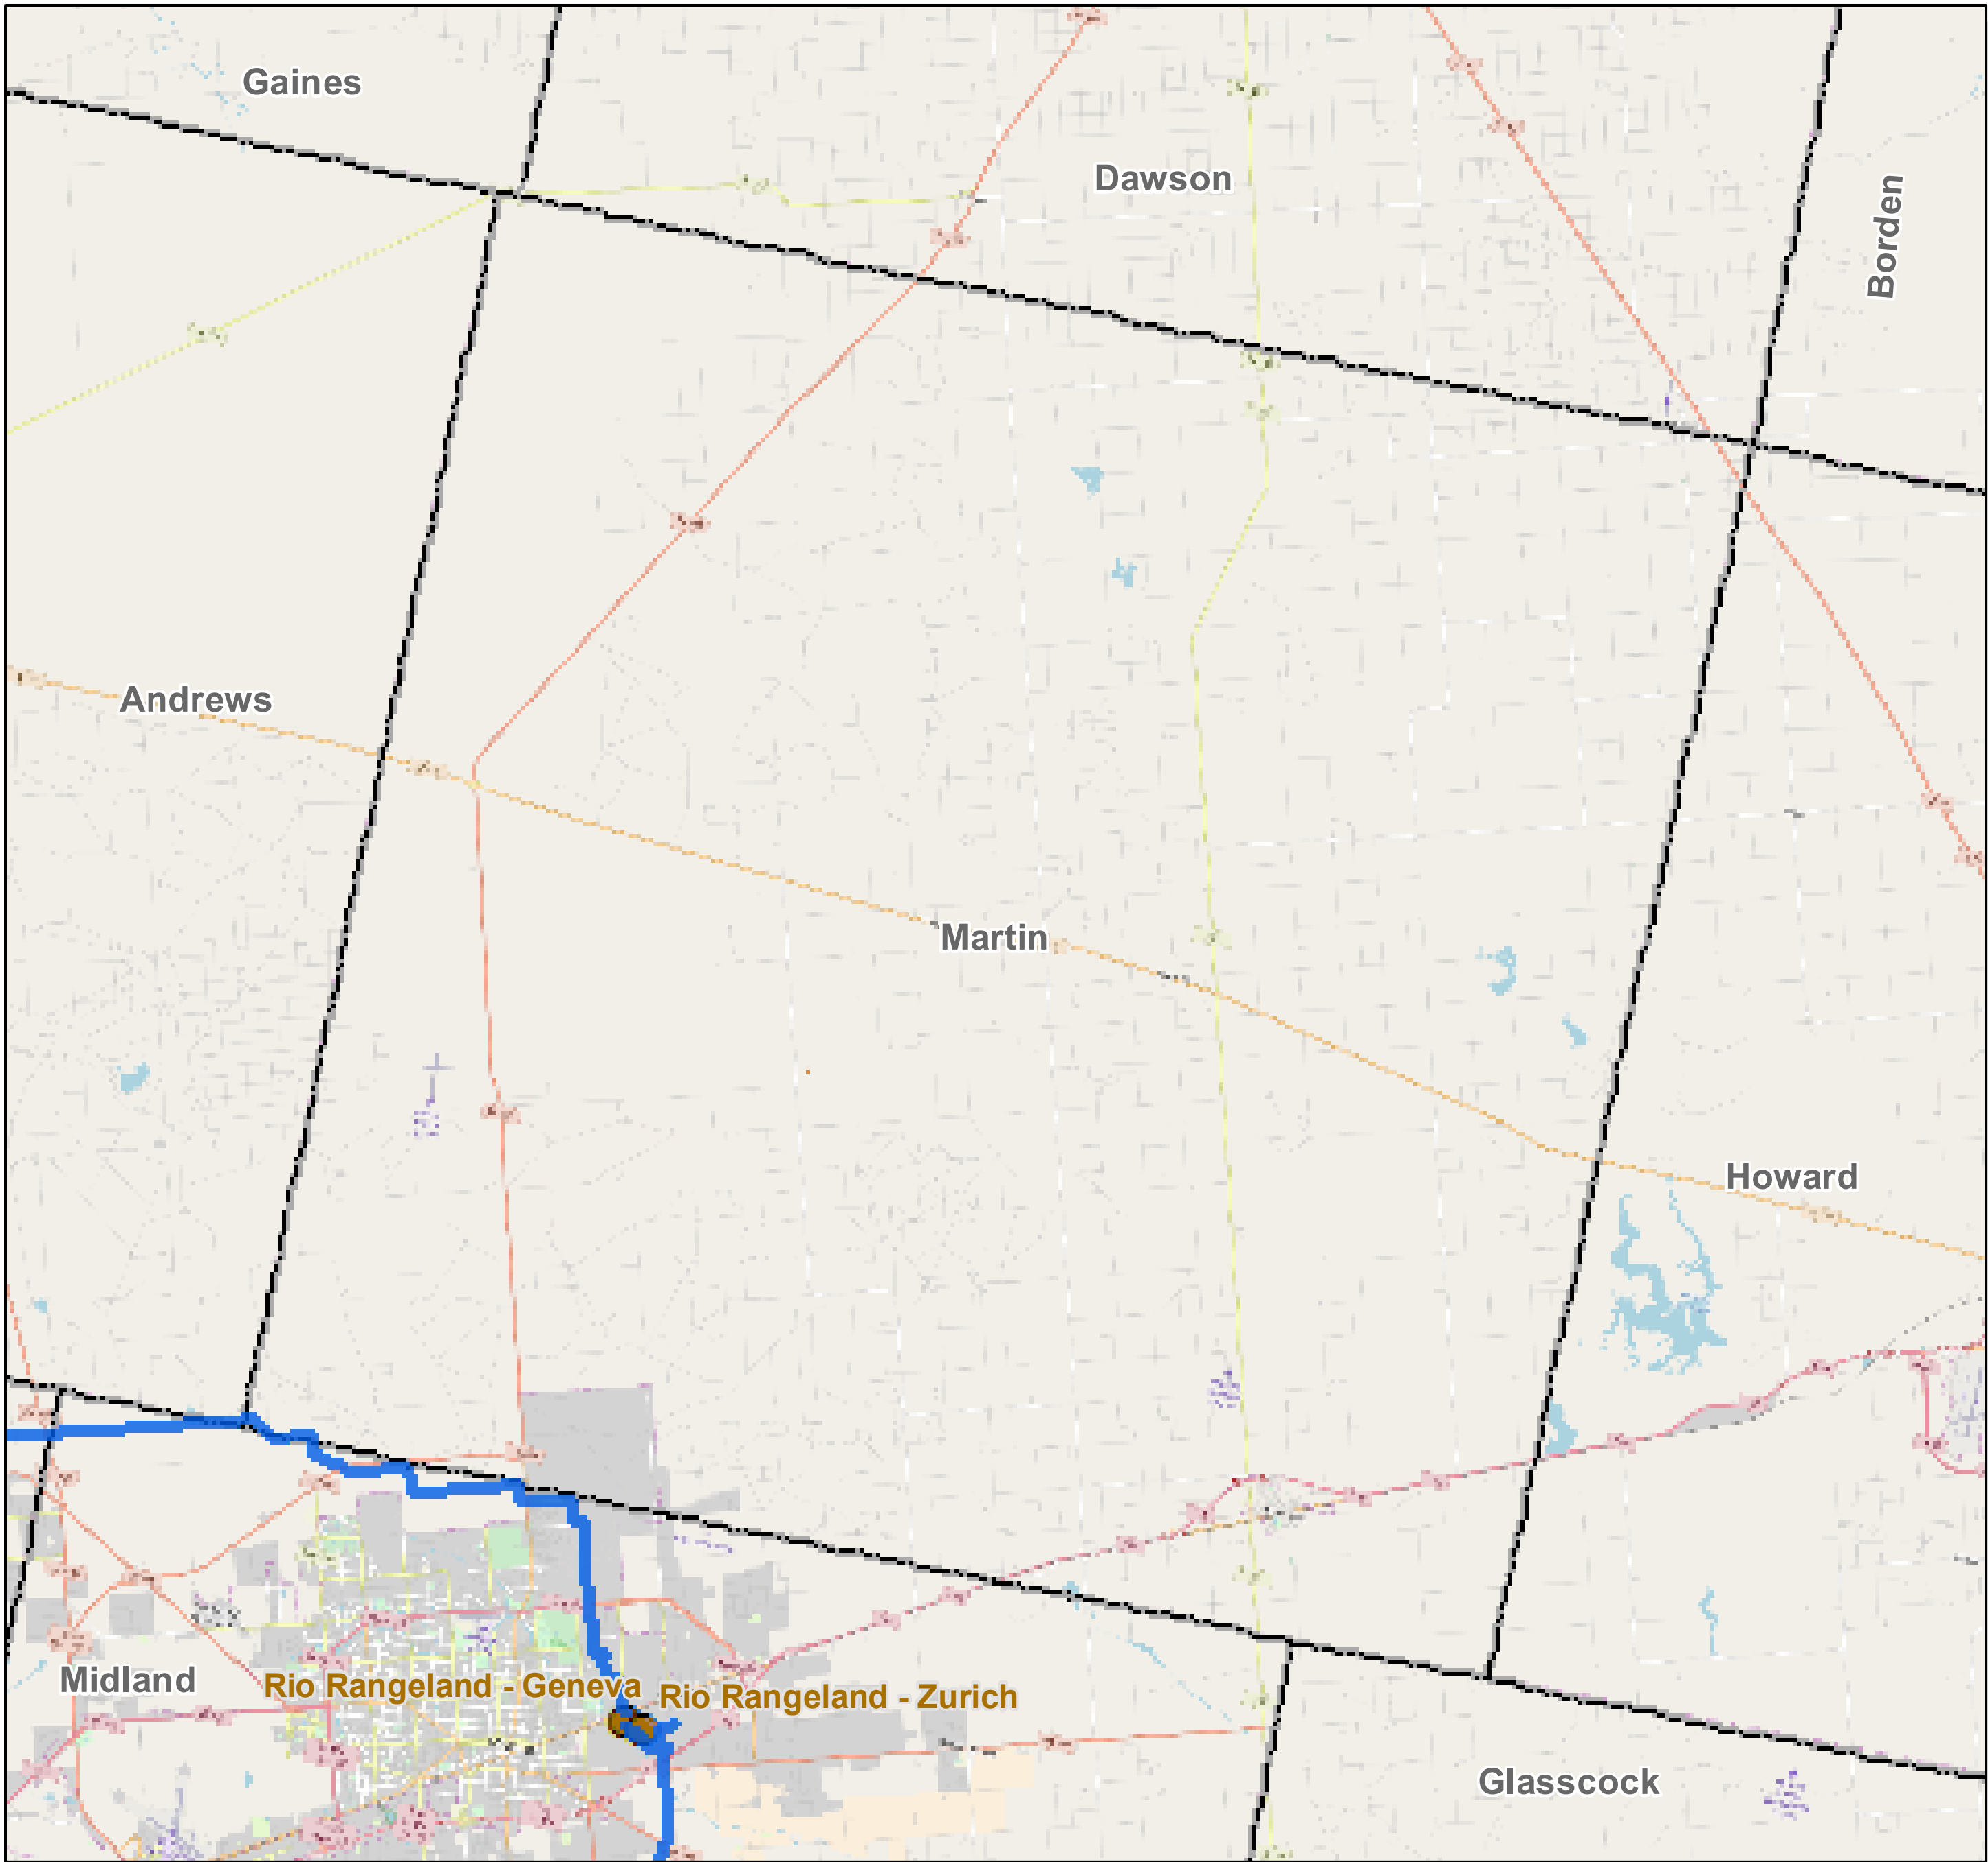 Gaines
Dawson
Borden
Andrews
Martin
Howard
Midland
Rio Rangeland - Geneva
Rio Rangeland - Zurich
Glasscock